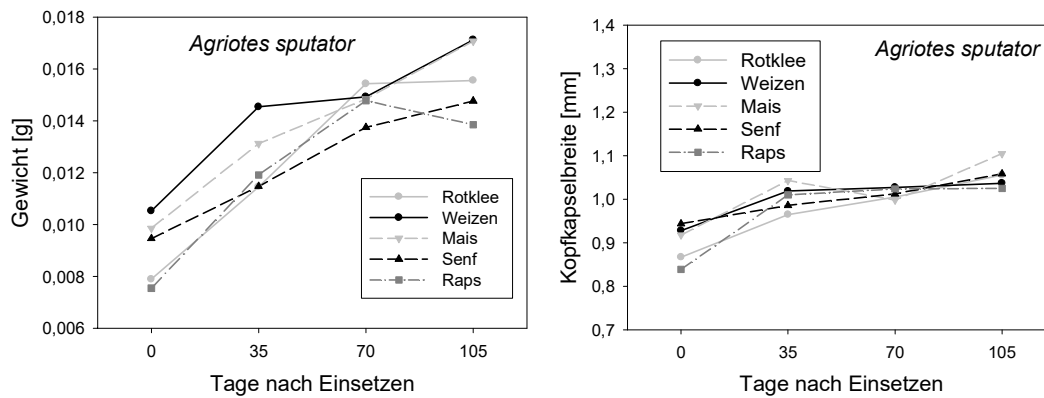 0,018
0,016
0,014
0,012
0,010
0,008
0,006
Gewicht [g]
Agriotes sputator
Rotklee
Weizen
Mais
Senf
Raps
0 35 70 105
Tage nach Einsetzen
1,4
1,3
1,2
1,1
1,0
0,9
0,8
0,7
Kopfkapselbreite [mm]
Agriotes sputator
Rotklee
Weizen
Mais
Senf
Raps
0 35 70 105
Tage nach Einsetzen